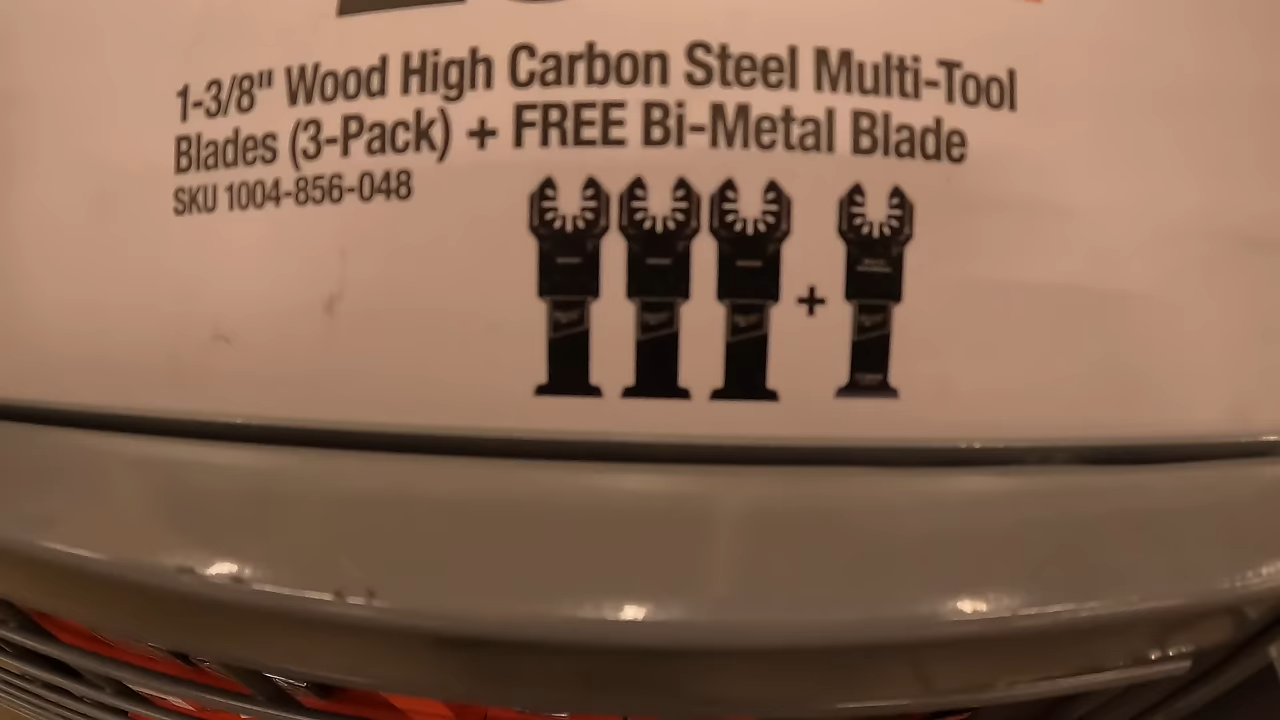 1-3/8" Wood High Carbon Steel Multi-Tool
Blades (3-Pack) + FREE Bi-Metal Blade
SKU 1004-856-048
+